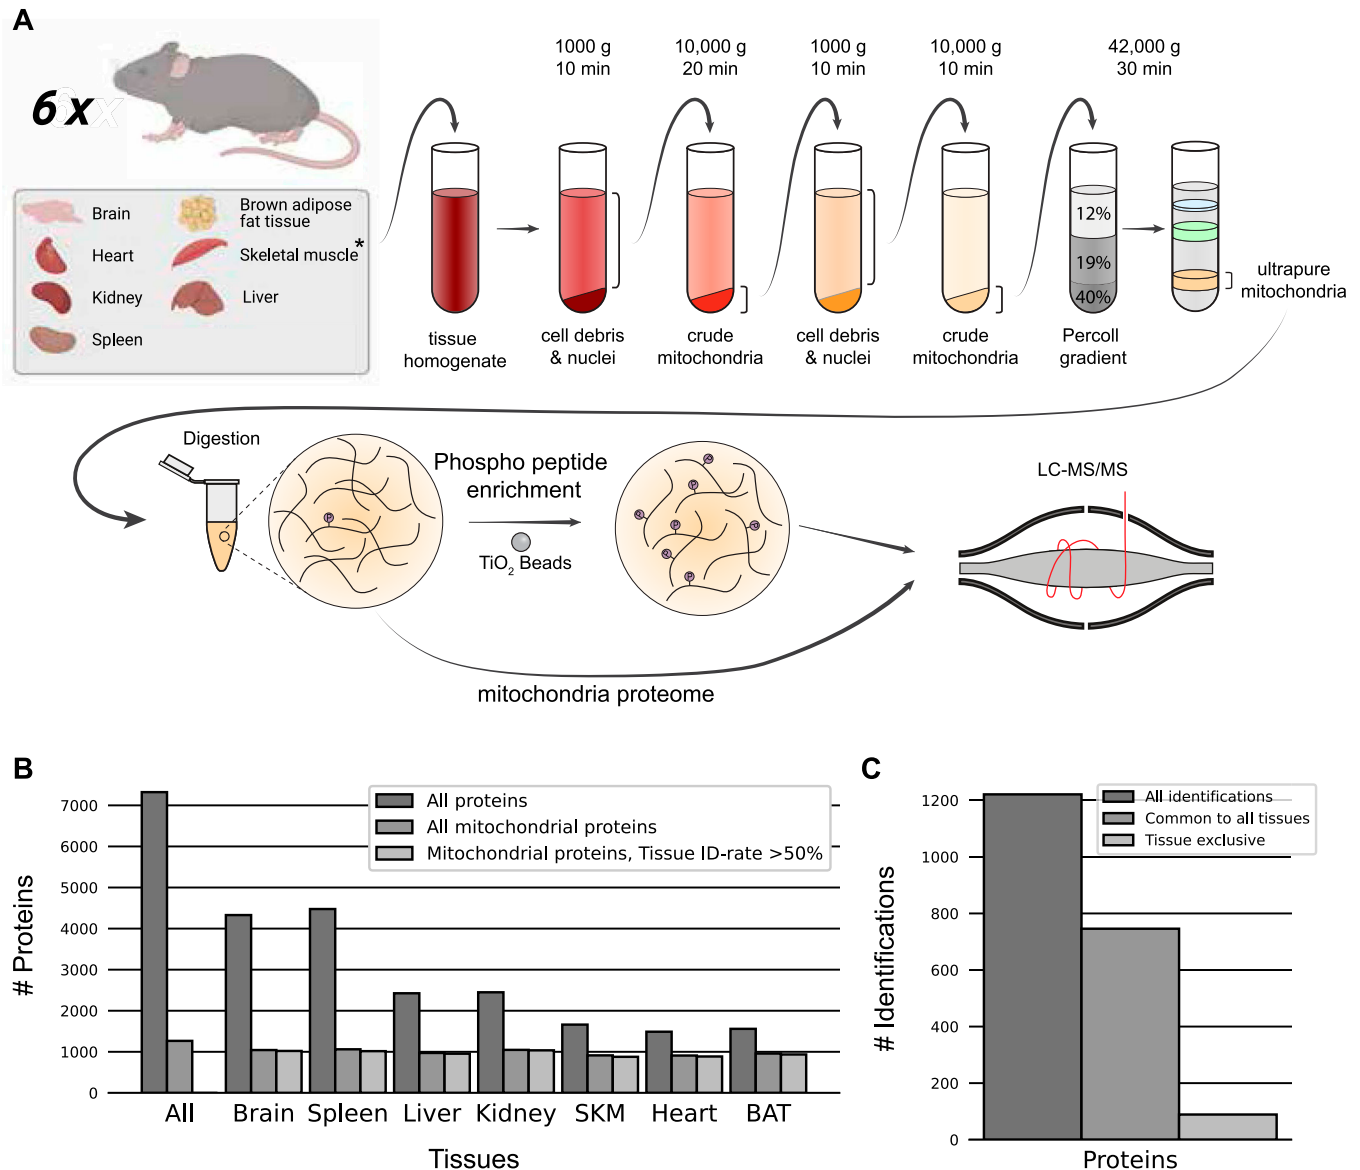 A
6x
Brain
Heart
Kidney
Spleen
Brown adipose
fat tissue
Skeletal muscle*
Liver
1000 g
10 min
10,000 g
20 min
1000 g
10 min
10,000 g
10 min
42,000 g
30 min
12%
19%
40%
tissue
homogenate
cell debris
& nuclei
crude
mitochondria
cell debris
& nuclei
crude
mitochondria
Percoll
gradient
ultrapure
mitochondria
Digestion
P
Phospho peptide
enrichment
TiO2 Beads
P
P
P
P
P
P
P
LC-MS/MS
mitochondria proteome
B
# Proteins
7000
6000
5000
4000
3000
2000
1000
0
All proteins
All mitochondrial proteins
Mitochondrial proteins, Tissue ID-rate >50%
All Brain Spleen Liver Kidney SKM Heart BAT
Tissues
C
# Identifications
1200
1000
800
600
400
200
0
All identifications
Common to all tissues
Tissue exclusive
Proteins